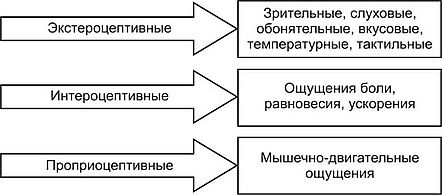 Экстероцептивные
Зрительные, слуховые,
обонятельные, вкусовые,
температурные, тактильные
Интероцептивные
Ощущения боли,
равновесия, ускорения
Проприоцептивные
Мышечно-двигательные
ощущения